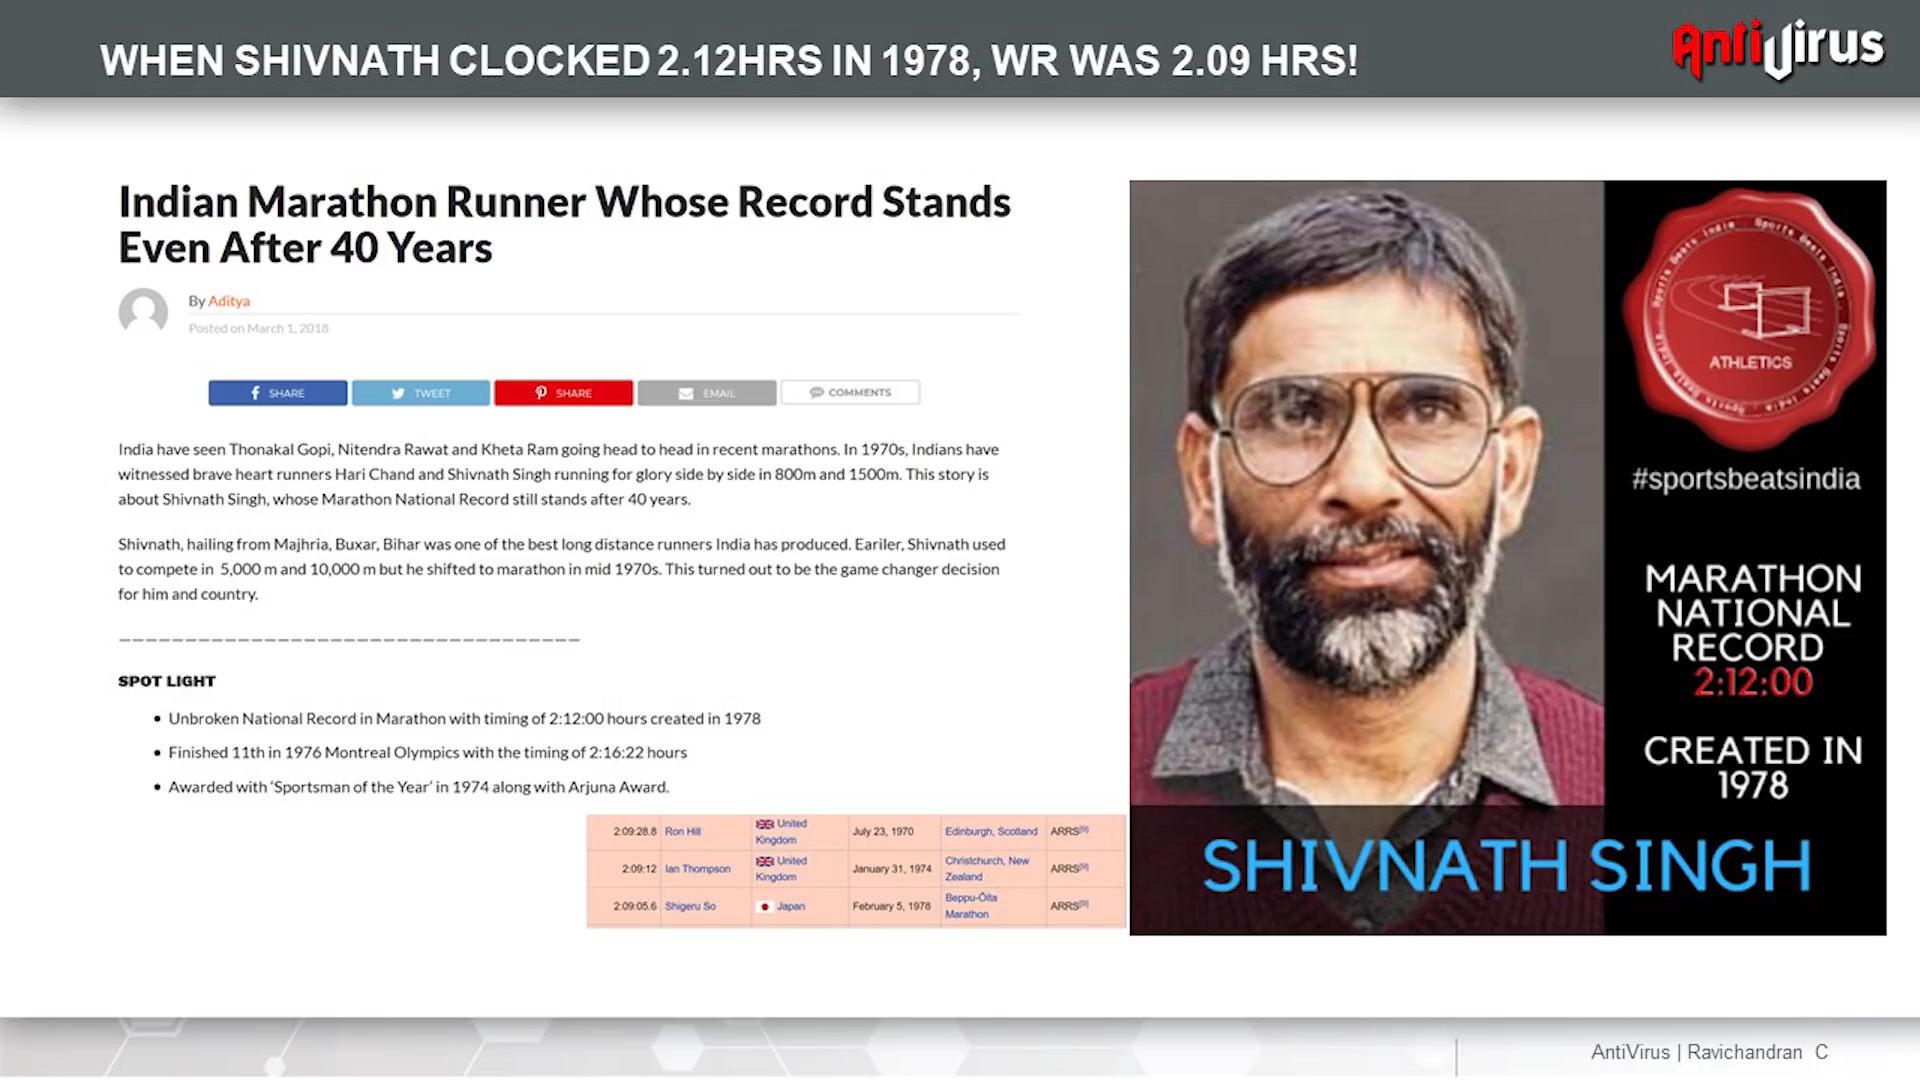 WHEN SHIVNATH CLOCKED 2.12HRS IN 1978, WR WAS 2.09 HRS!
AntiVirus
Indian Marathon Runner Whose Record Stands
Even After 40 Years
By Aditya
Posted on March 1, 2018
SHARE
TWEET
SHARE
EMAIL
COMMENTS
India have seen Thonakal Gopi, Nitendra Rawat and Kheta Ram going head to head in recent marathons. In 1970s, Indians have
witnessed brave heart runners Hari Chand and Shivnath Singh running for glory side by side in 800m and 1500m. This story is
about Shivnath Singh, whose Marathon National Record still stands after 40 years.
Shivnath, hailing from Majhria, Buxar, Bihar was one of the best long distance runners India has produced. Eariler, Shivnath used
to compete in 5,000 m and 10,000 m but he shifted to marathon in mid 1970s. This turned out to be the game changer decision
for him and country.
SPOT LIGHT
• Unbroken National Record in Marathon with timing of 2:12:00 hours created in 1978
• Finished 11th in 1976 Montreal Olympics with the timing of 2:16:22 hours
• Awarded with ‘Sportsman of the Year’ in 1974 along with Arjuna Award.
2:09:28.8 Ron Hill United Kingdom July 23, 1970 Edinburgh, Scotland ARRS[9]
2:09:12 Ian Thompson United Kingdom January 31, 1974 Christchurch, New Zealand ARRS[9]
2:09:05.6 Shigeru So Japan February 5, 1978 Beppu-Ōita Marathon ARRS[9]
Sports Beats India
ATHLETICS
#sportsbeatsindia
MARATHON
NATIONAL
RECORD
2:12:00
CREATED IN
1978
SHIVNATH SINGH
AntiVirus | Ravichandran C